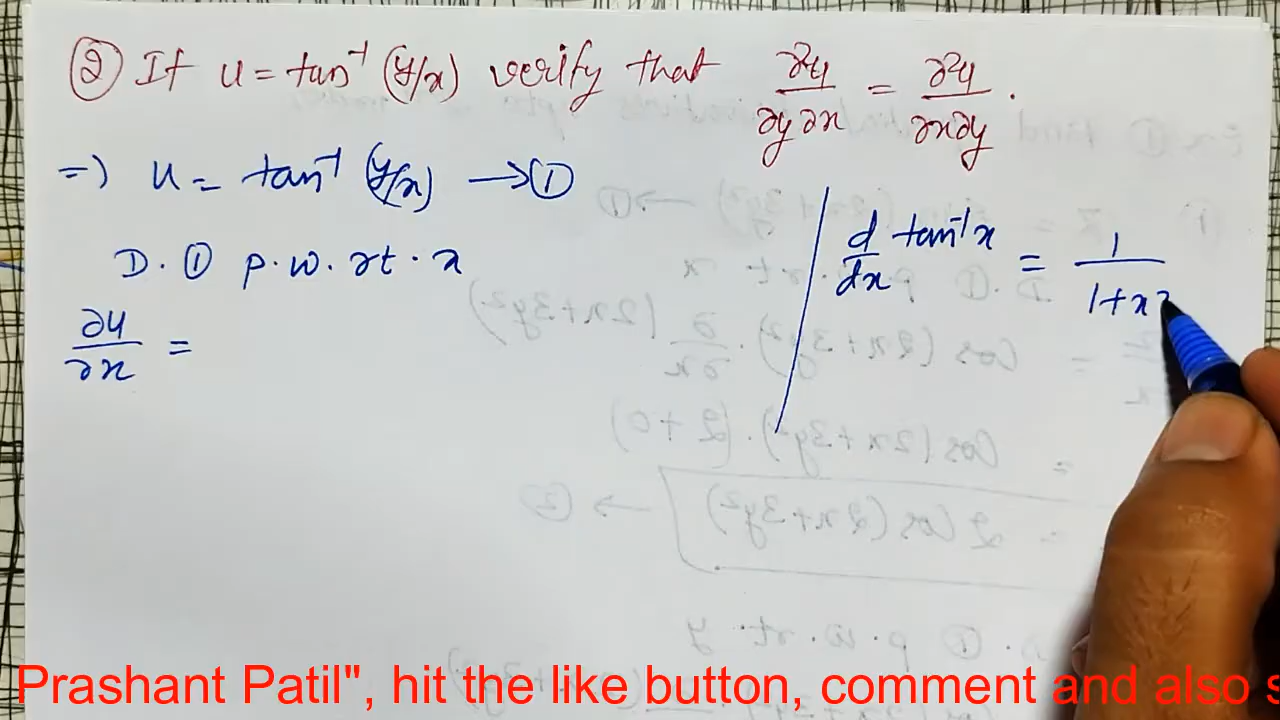 ② If u = tan⁻¹ (y/x) verify that ∂²u/∂y∂x = ∂²u/∂x∂y .
=) u = tan⁻¹ (y/x) → ①
D. ① p.w.rt. x
∂u/∂x =
d/dx tan⁻¹x = 1/1+x²
Prashant Patil", hit the like button, comment and also s